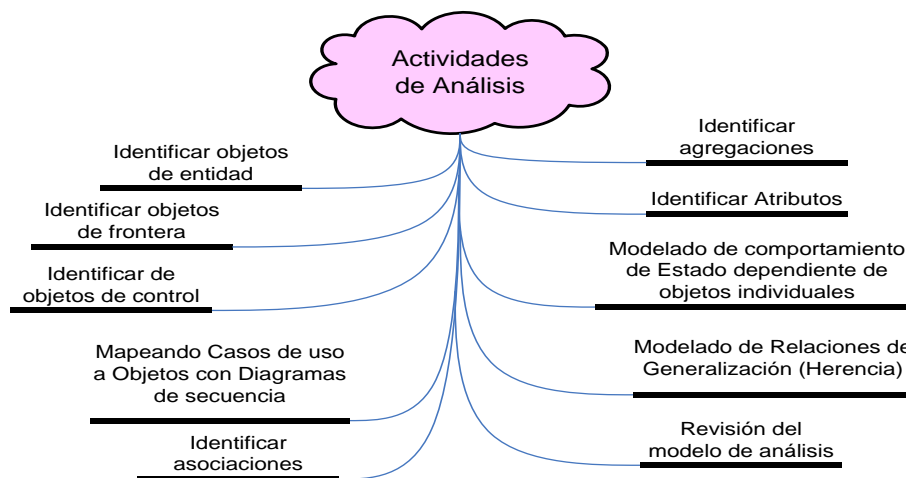 Actividades
de Análisis
Identificar objetos
de entidad
Identificar objetos
de frontera
Identificar de
objetos de control
Mapeando Casos de uso
a Objetos con Diagramas
de secuencia
Identificar
asociaciones
Identificar
agregaciones
Identificar Atributos
Modelado de comportamiento
de Estado dependiente de
objetos individuales
Modelado de Relaciones de
Generalización (Herencia)
Revisión del
modelo de análisis